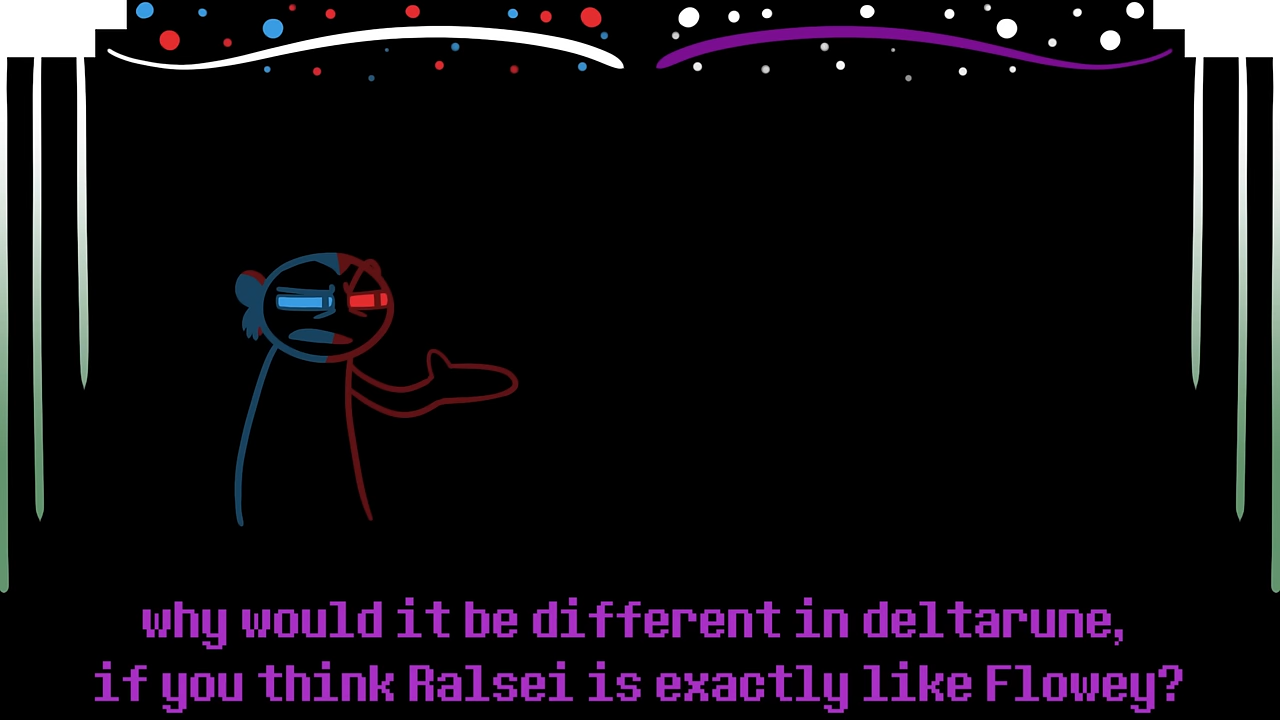 why would it be different in deltarune,
if you think Ralsei is exactly like Flowey?